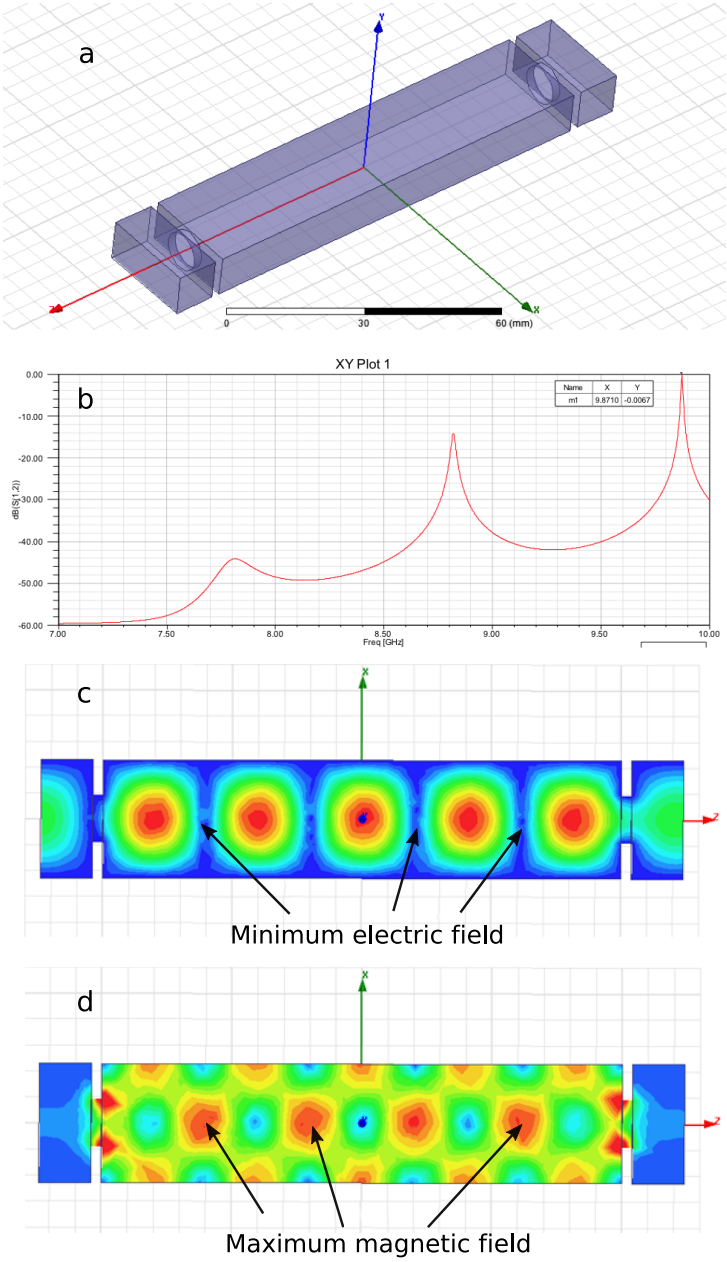 a
Y
Z
X
0
30
60 (mm)
XY Plot 1
b
Name X Y
m1 9.8710 -0.0067
0.00
-10.00
-20.00
-30.00
-40.00
-50.00
-60.00
dB(S(1,2))
7.00 7.50 8.00 8.50 9.00 9.50 10.00
Freq [GHz]
c
X
Z
Minimum electric field
d
X
Z
Maximum magnetic field